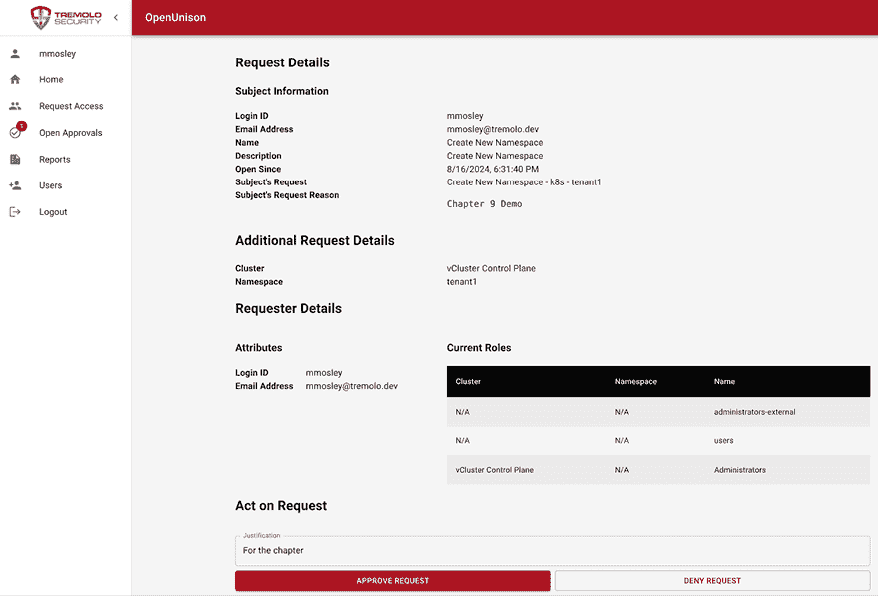 TREMOLO
SECURITY
OpenUnison
mmosley
Home
Request Access
Open Approvals
Reports
Users
Logout
Request Details
Subject Information
Login ID mmosley
Email Address mmosley@tremolo.dev
Name Create New Namespace
Description Create New Namespace
Open Since 8/16/2024, 6:31:40 PM
Subject's Request Create New Namespace - k8s - tenant1
Subject's Request Reason
Chapter 9 Demo
Additional Request Details
Cluster vCluster Control Plane
Namespace tenant1
Requester Details
Attributes
Login ID mmosley
Email Address mmosley@tremolo.dev
Current Roles
Cluster Namespace Name
N/A N/A administrators-external
N/A N/A users
vCluster Control Plane N/A Administrators
Act on Request
Justification
For the chapter
APPROVE REQUEST DENY REQUEST